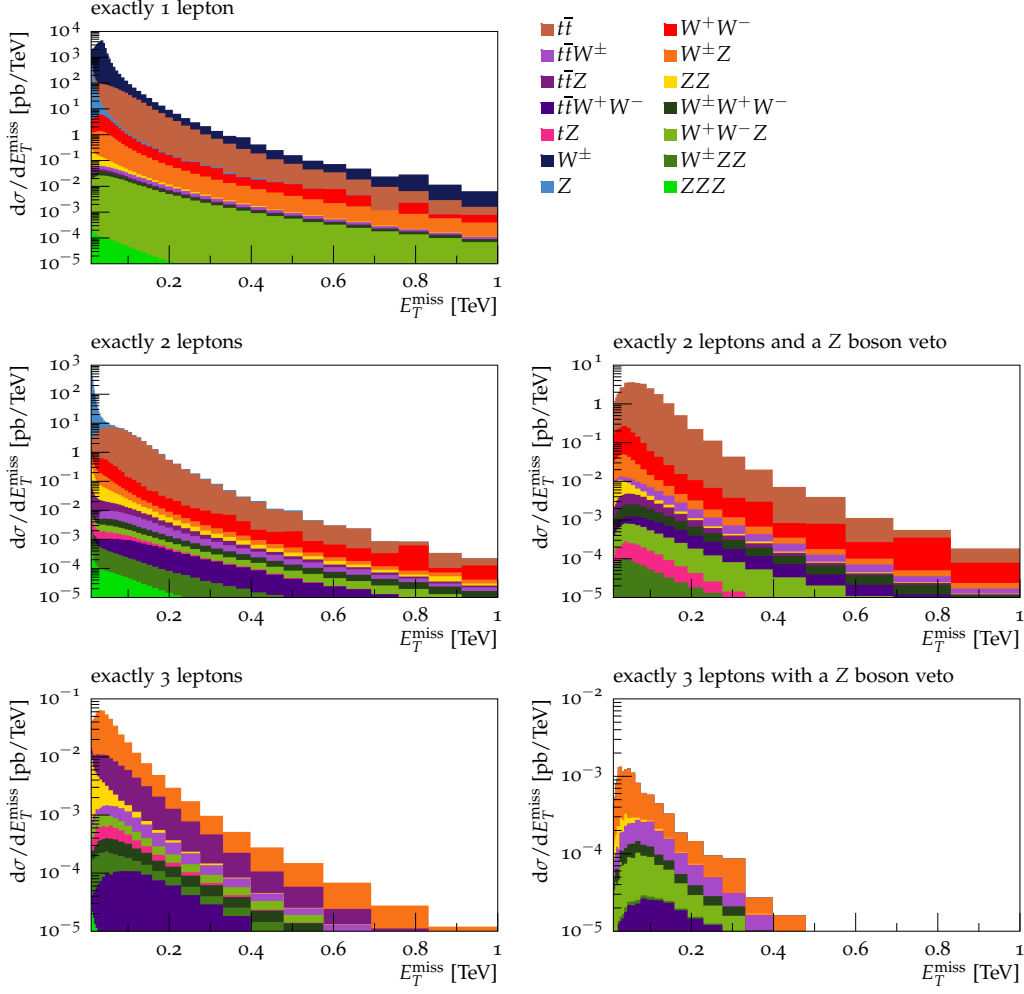 exactly 1 lepton
dσ/dE_T^miss [pb/TeV]
10^4
10^3
10^2
10^1
1
10^-1
10^-2
10^-3
10^-4
10^-5
0.2 0.4 0.6 0.8 1
E_T^miss [TeV]
tt̄
tt̄W^±
tt̄Z
tt̄W^+W^−
tZ
W^±
Z
W^+W^−
W^±Z
ZZ
W^±W^+W^−
W^+W^−Z
W^±ZZ
ZZZ
exactly 2 leptons
dσ/dE_T^miss [pb/TeV]
10^3
10^2
10^1
1
10^-1
10^-2
10^-3
10^-4
10^-5
0.2 0.4 0.6 0.8 1
E_T^miss [TeV]
exactly 2 leptons and a Z boson veto
dσ/dE_T^miss [pb/TeV]
10^1
1
10^-1
10^-2
10^-3
10^-4
10^-5
0.2 0.4 0.6 0.8 1
E_T^miss [TeV]
exactly 3 leptons
dσ/dE_T^miss [pb/TeV]
10^-1
10^-2
10^-3
10^-4
10^-5
0.2 0.4 0.6 0.8 1
E_T^miss [TeV]
exactly 3 leptons with a Z boson veto
dσ/dE_T^miss [pb/TeV]
10^-2
10^-3
10^-4
10^-5
0.2 0.4 0.6 0.8 1
E_T^miss [TeV]